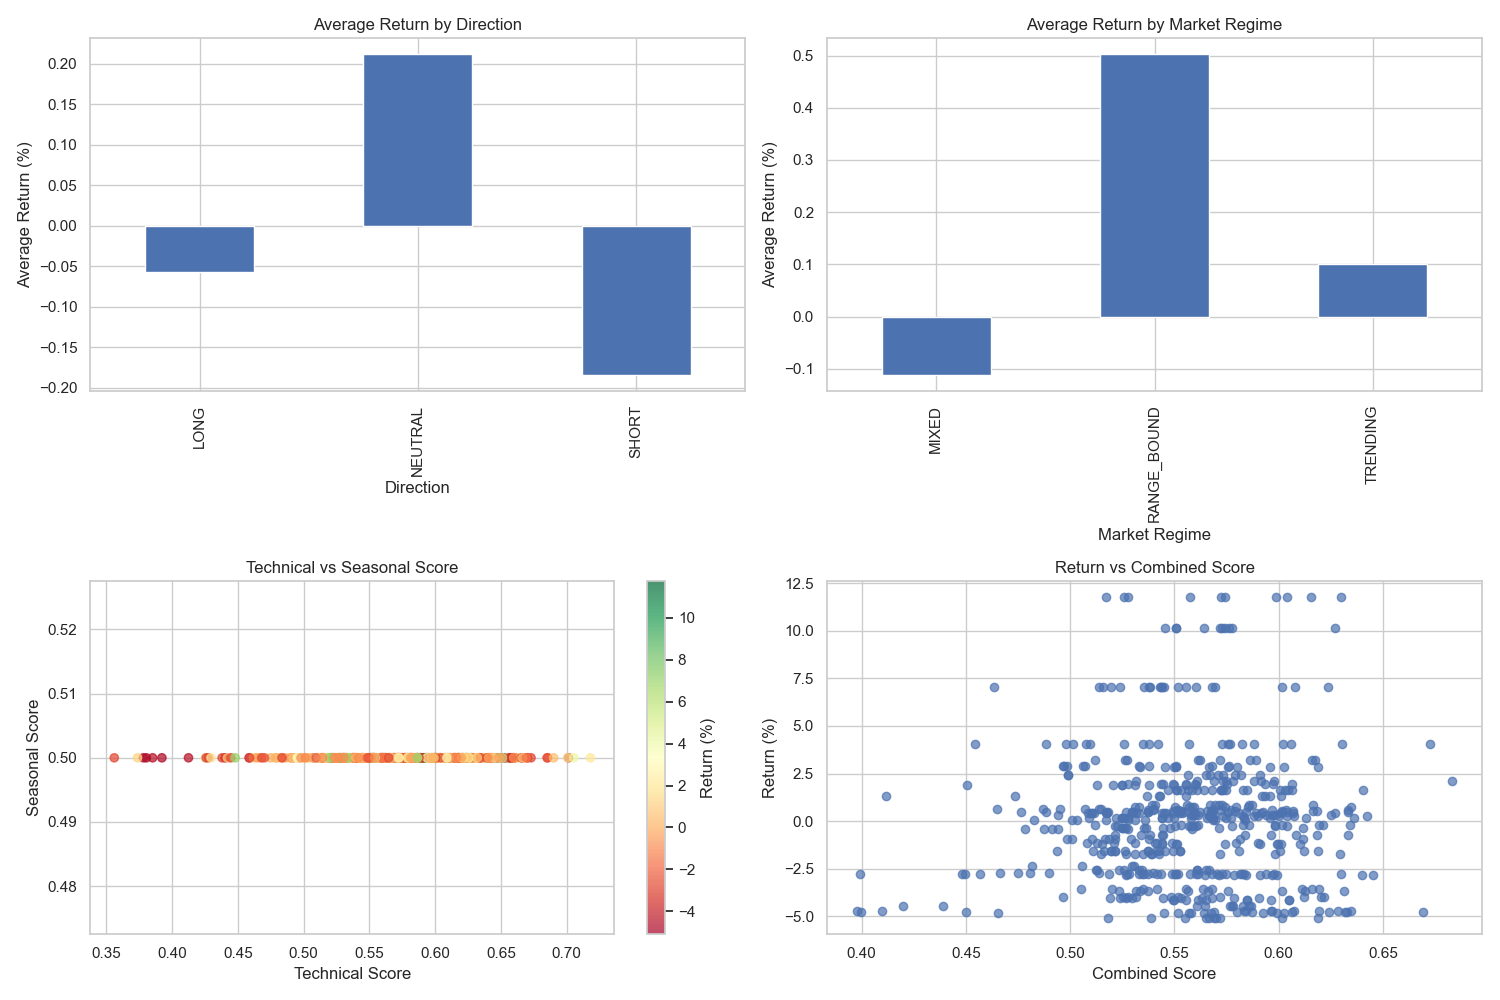 Average Return by Direction
Average Return (%)
0.20
0.15
0.10
0.05
0.00
−0.05
−0.10
−0.15
−0.20
LONG
NEUTRAL
SHORT
Direction
Average Return by Market Regime
Average Return (%)
0.5
0.4
0.3
0.2
0.1
0.0
−0.1
MIXED
RANGE_BOUND
TRENDING
Market Regime
Technical vs Seasonal Score
Seasonal Score
0.52
0.51
0.50
0.49
0.48
0.35 0.40 0.45 0.50 0.55 0.60 0.65 0.70
Technical Score
10
8
6
4
2
0
−2
−4
Return (%)
Return vs Combined Score
Return (%)
12.5
10.0
7.5
5.0
2.5
0.0
−2.5
−5.0
0.40 0.45 0.50 0.55 0.60 0.65
Combined Score